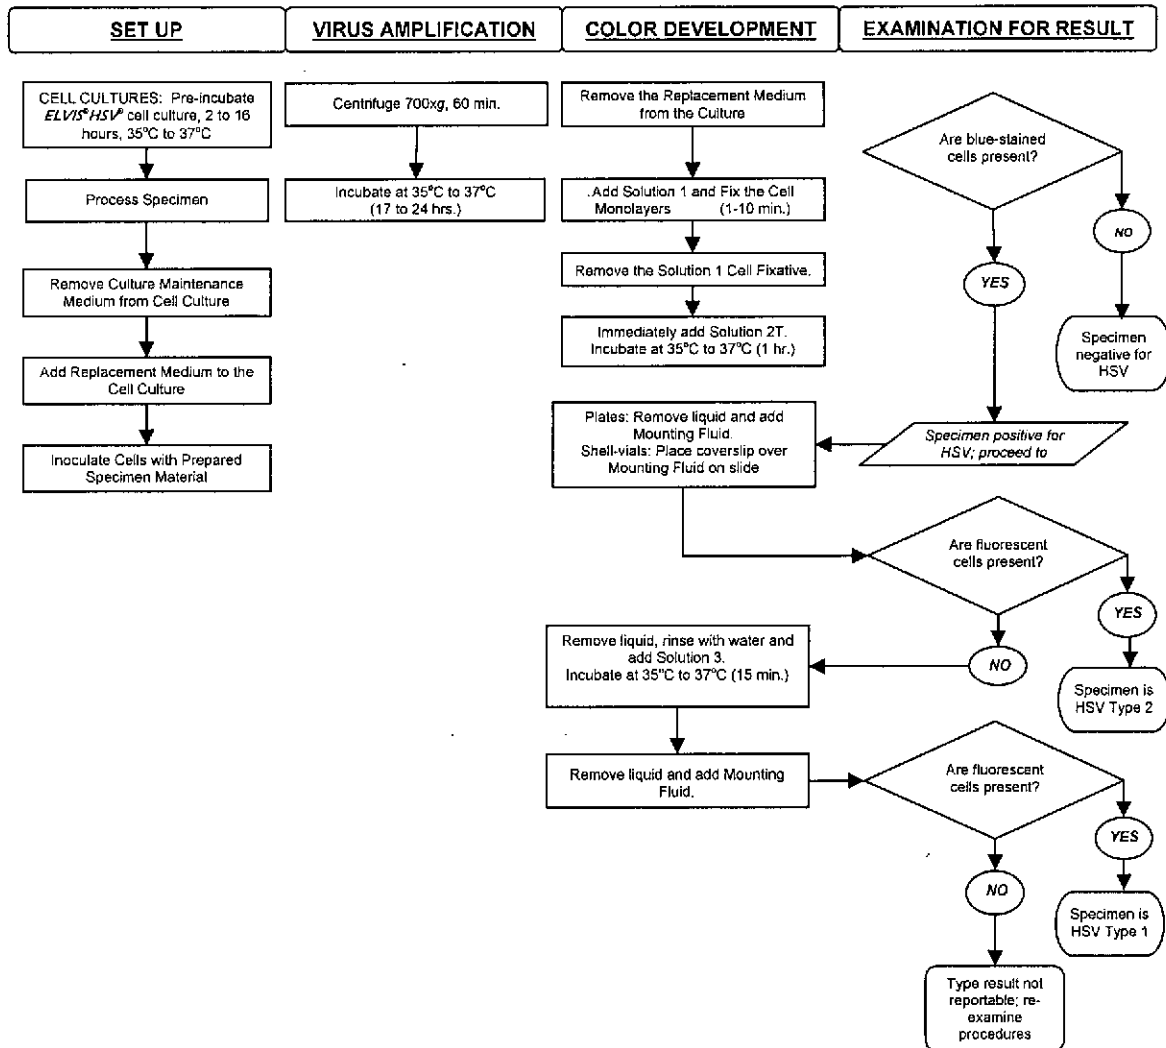 SET UP
CELL CULTURES: Pre-incubate
ELVIS® HSV® cell culture, 2 to 16
hours, 35°C to 37°C
Process Specimen
Remove Culture Maintenance
Medium from Cell Culture
Add Replacement Medium to the
Cell Culture
Inoculate Cells with Prepared
Specimen Material
VIRUS AMPLIFICATION
Centrifuge 700xg, 60 min.
Incubate at 35°C to 37°C
(17 to 24 hrs.)
COLOR DEVELOPMENT
Remove the Replacement Medium
from the Culture
.Add Solution 1 and Fix the Cell
Monolayers (1-10 min.)
Remove the Solution 1 Cell Fixative.
Immediately add Solution 2T.
Incubate at 35°C to 37°C (1 hr.)
Plates: Remove liquid and add
Mounting Fluid.
Shell-vials: Place coverslip over
Mounting Fluid on slide
Remove liquid, rinse with water and
add Solution 3.
Incubate at 35°C to 37°C (15 min.)
Remove liquid and add Mounting
Fluid.
EXAMINATION FOR RESULT
Are blue-stained
cells present?
NO
YES
Specimen
negative for
HSV
Specimen positive for
HSV; proceed to
Are fluorescent
cells present?
YES
NO
Specimen is
HSV Type 2
Are fluorescent
cells present?
YES
NO
Specimen is
HSV Type 1
Type result not
reportable; re-
examine
procedures